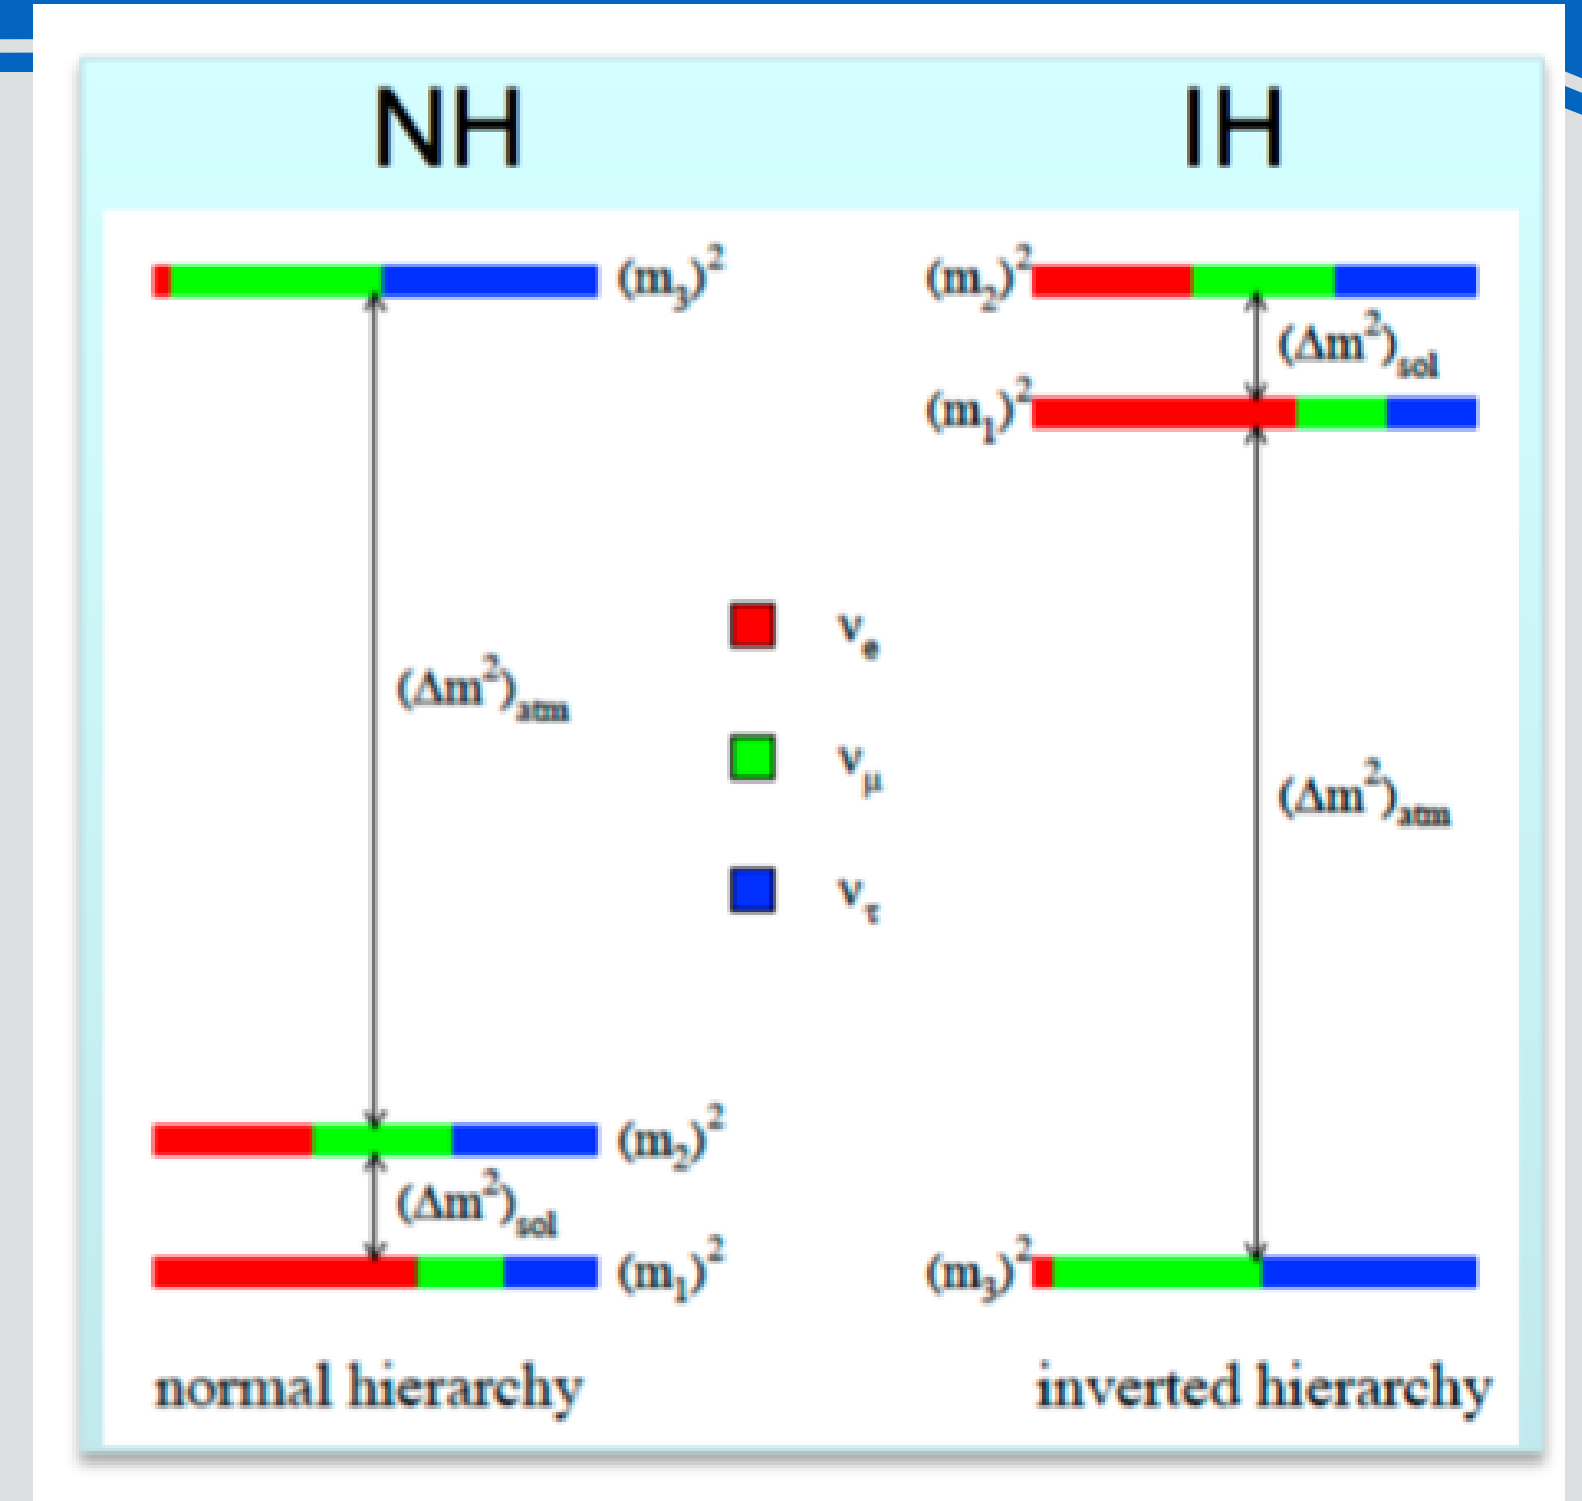 NH
IH
(m₃)²
(m₂)²
(Δm²)sol
(m₁)²
νe
(Δm²)atm
νμ
(Δm²)atm
ντ
(m₂)²
(Δm²)sol
(m₁)²
(m₃)²
normal hierarchy
inverted hierarchy